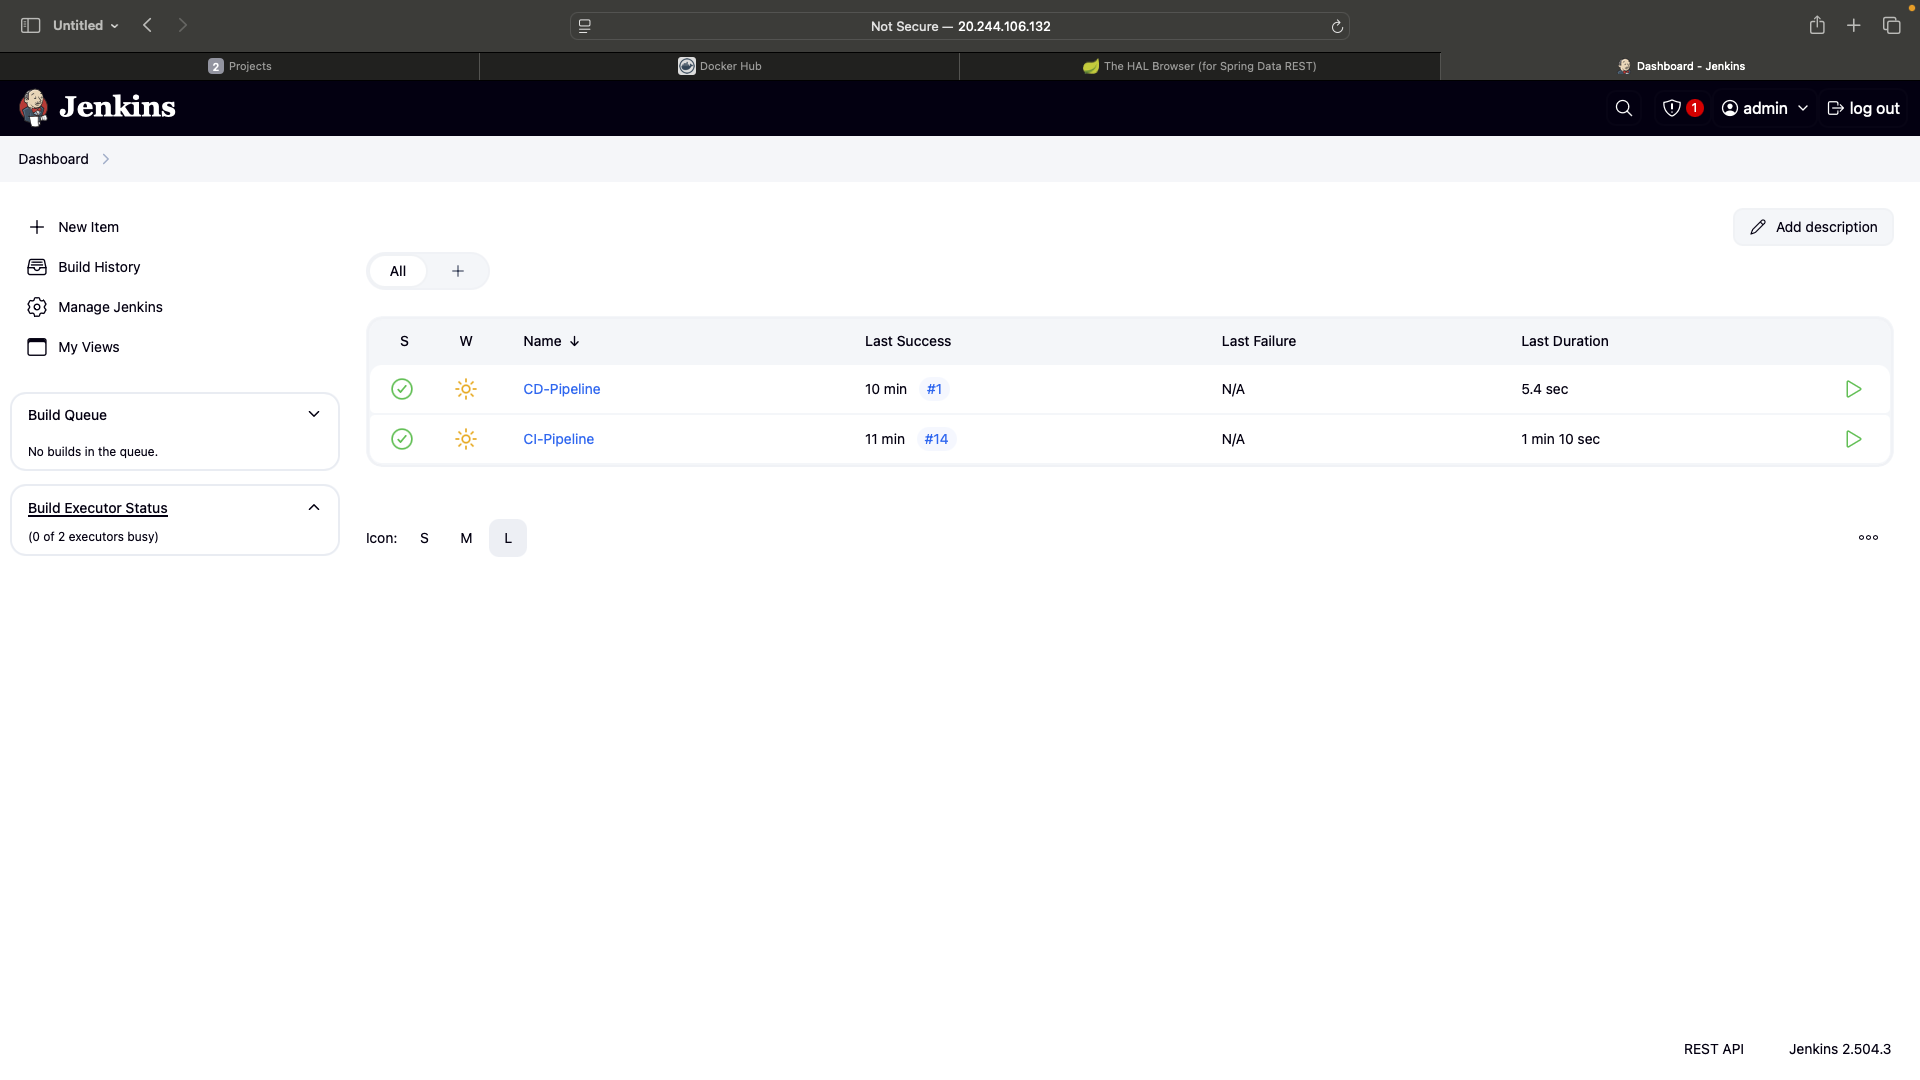 Untitled
Not Secure — 20.244.106.132
2 Projects
Docker Hub
The HAL Browser (for Spring Data REST)
Dashboard - Jenkins
Jenkins
1
admin
log out
Dashboard
New Item
Build History
Manage Jenkins
My Views
Build Queue
No builds in the queue.
Build Executor Status
(0 of 2 executors busy)
Add description
All
S W Name ↓ Last Success Last Failure Last Duration
CD-Pipeline 10 min #1 N/A 5.4 sec
CI-Pipeline 11 min #14 N/A 1 min 10 sec
Icon: S M L
REST API Jenkins 2.504.3